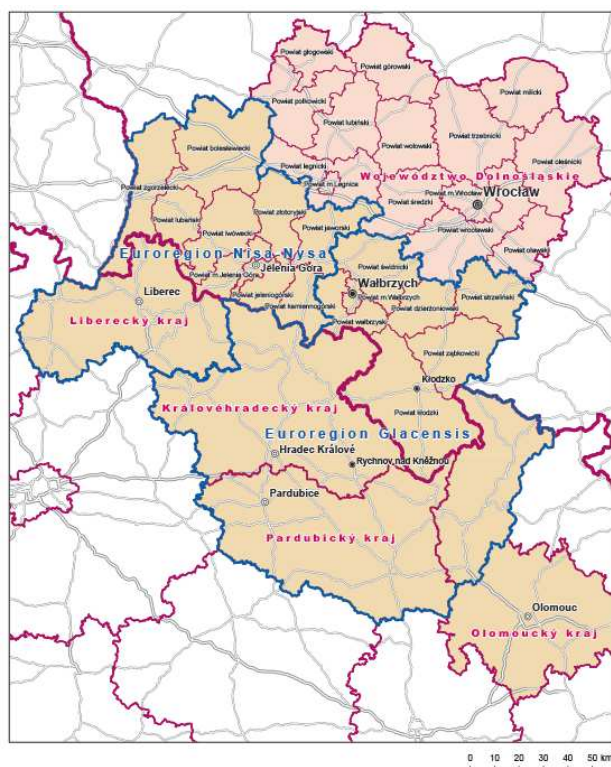 Powiat głogowski
Powiat górowski
Powiat milicki
Powiat polkowicki
Powiat lubiński
Powiat trzebnicki
Powiat bolesławiecki
Powiat wołowski
Powiat oleśnicki
Powiat legnicki
Województwo Dolnośląskie
Powiat zgorzelecki
Powiat m.Legnica
Powiat m.Wrocław
Wrocław
Powiat złotoryjski
Powiat średzki
Powiat lubański
Powiat lwówecki
Powiat jaworski
Powiat wrocławski
Powiat oławski
Euroregion Nisa Nysa
Powiat m.Jelenia Góra
Jelenia Góra
Powiat świdnicki
Liberec
Powiat jeleniogórski
Wałbrzych
Powiat m.Wałbrzych
Powiat strzeliński
Powiat kamiennogórski
Powiat dzierżoniowski
Liberecký kraj
Powiat wałbrzyski
Powiat ząbkowicki
Kłodzko
Královéhradecký kraj
Powiat kłodzki
Euroregion Glacensis
Hradec Králové
Rychnov nad Kněžnou
Pardubice
Pardubický kraj
Olomouc
Olomoucký kraj
0 10 20 30 40 50 km